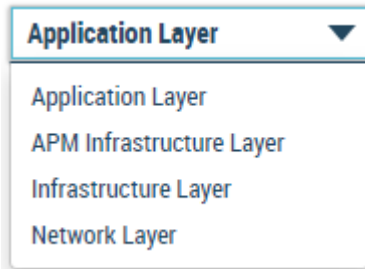 Application Layer
Application Layer
APM Infrastructure Layer
Infrastructure Layer
Network Layer